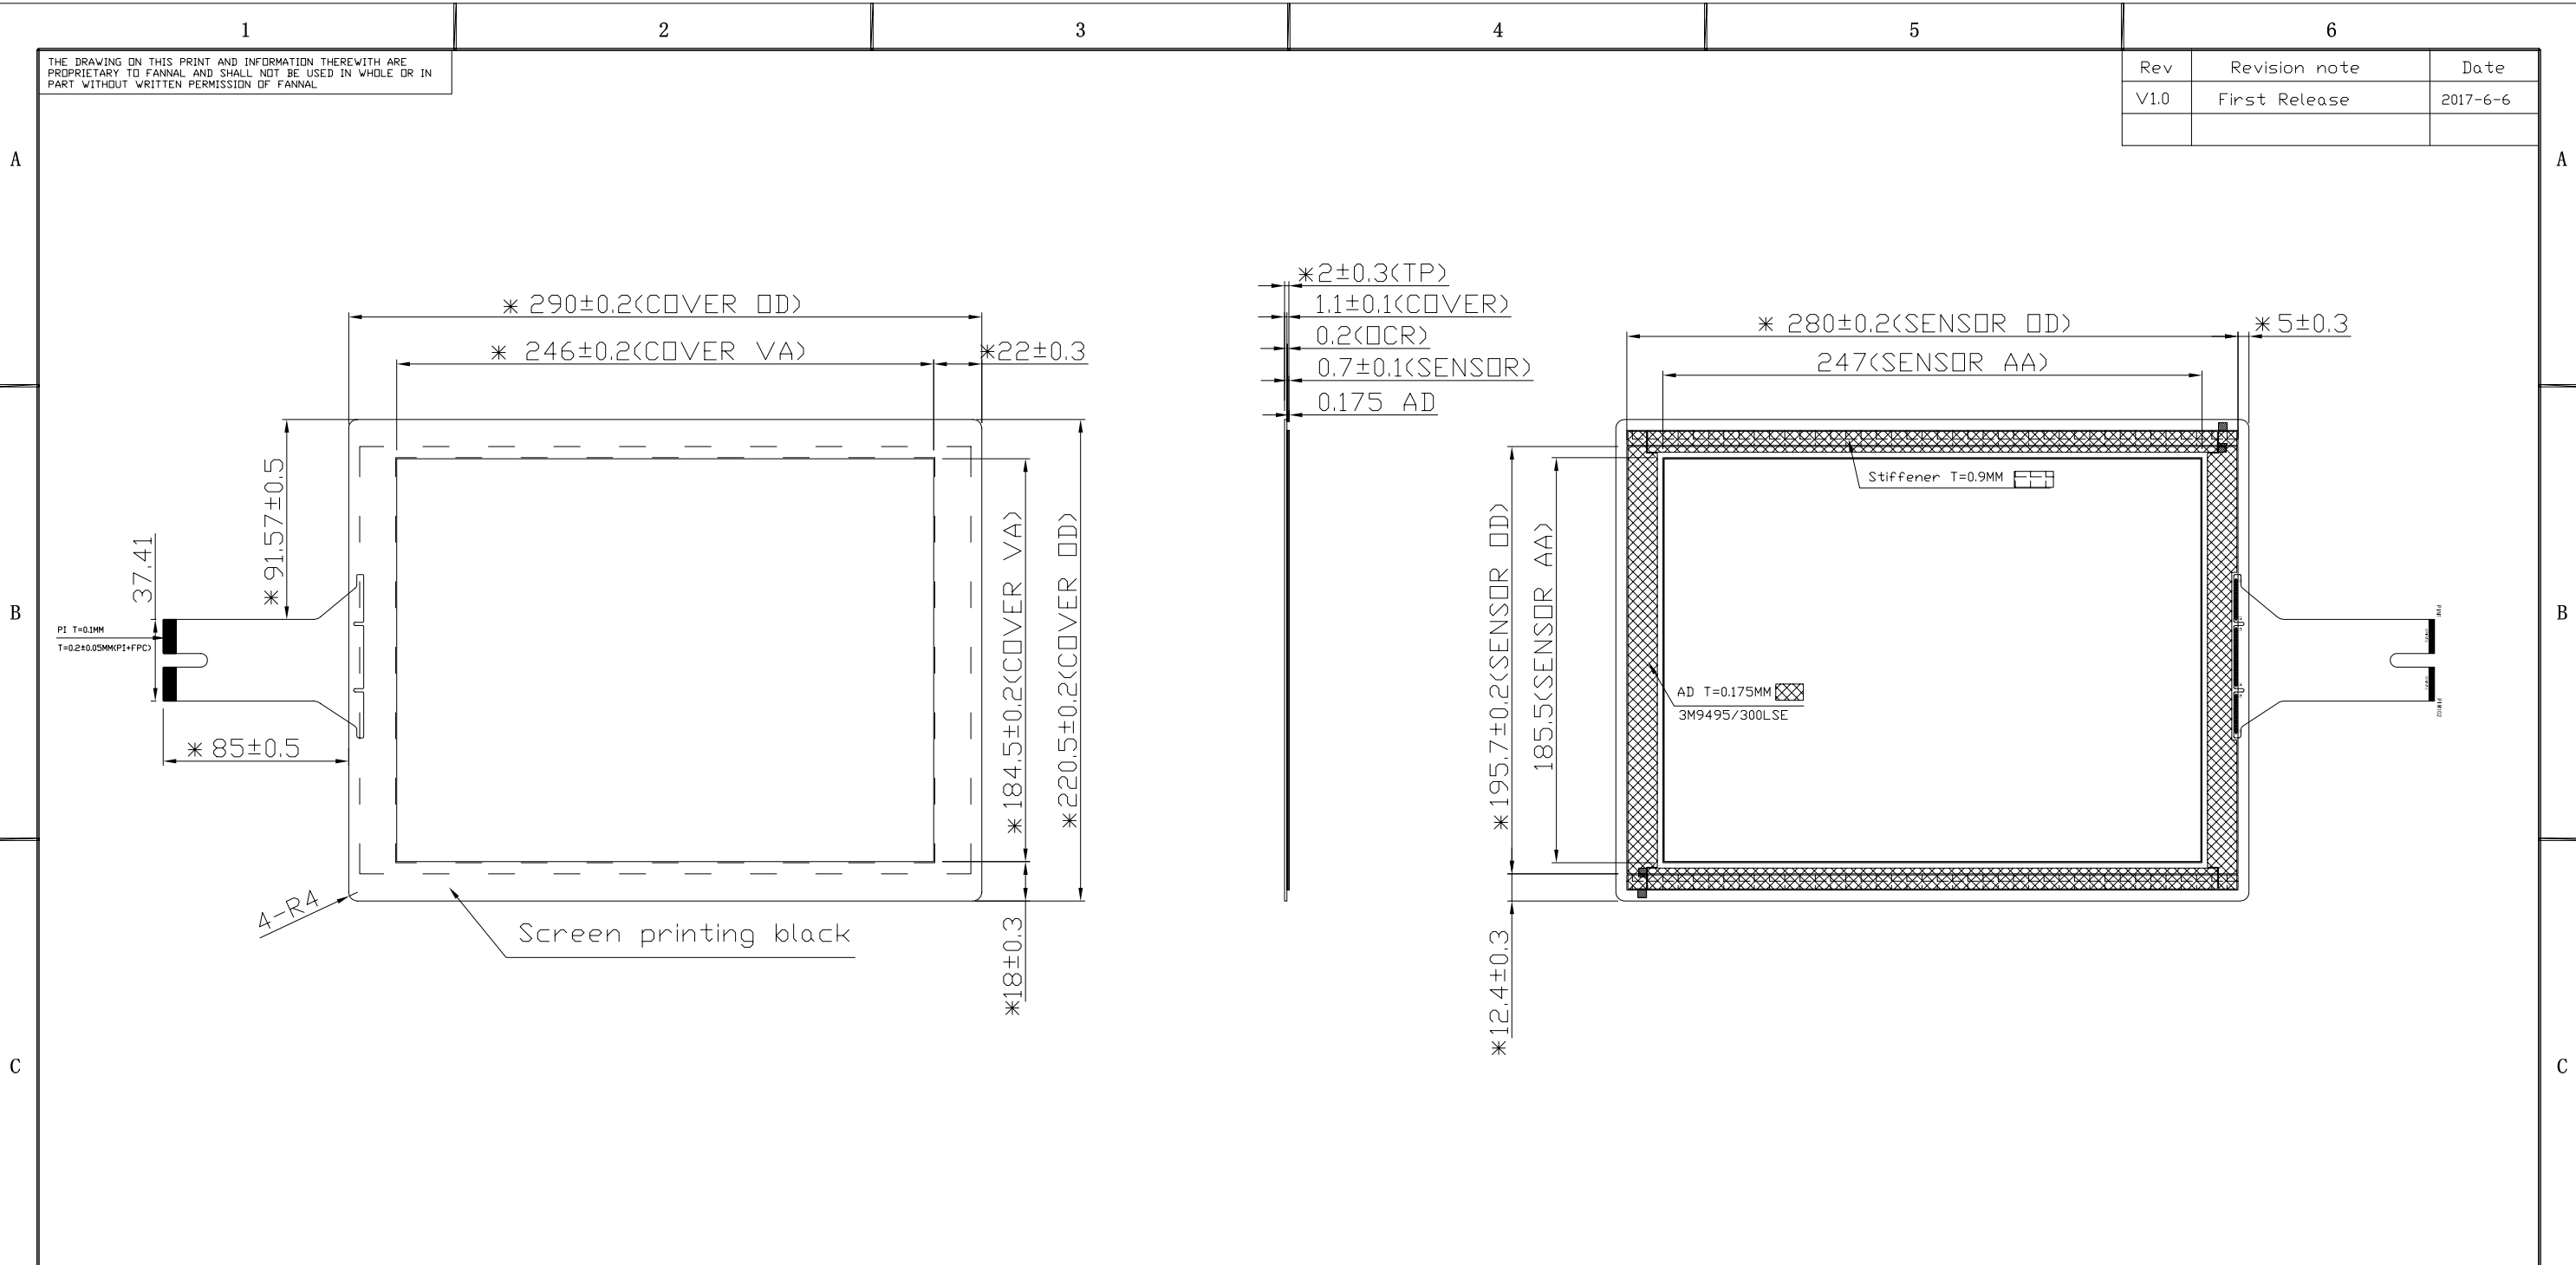 1 2 3 4 5 6
THE DRAWING ON THIS PRINT AND INFORMATION THEREWITH ARE
PROPRIETARY TO FANNAL AND SHALL NOT BE USED IN WHOLE OR IN
PART WITHOUT WRITTEN PERMISSION OF FANNAL
Rev Revision note Date
V1.0 First Release 2017-6-6
A A
B B
C C
* 290±0.2(COVER OD)
* 246±0.2(COVER VA)
*22±0.3
*91.57±0.5
37.41
PI T=0.1MM
T=0.2±0.05MM(PI+FPC)
* 85±0.5
* 184.5±0.2(COVER VA)
*220.5±0.2(COVER OD)
4-R4
Screen printing black
*18±0.3
*2±0.3(TP)
1.1±0.1(COVER)
0.2(OCR)
0.7±0.1(SENSOR)
0.175 AD
* 280±0.2(SENSOR OD)
*5±0.3
247(SENSOR AA)
Stiffener T=0.9MM
*195.7±0.2(SENSOR OD)
185.5(SENSOR AA)
AD T=0.175MM
3M9495/300LSE
*12.4±0.3